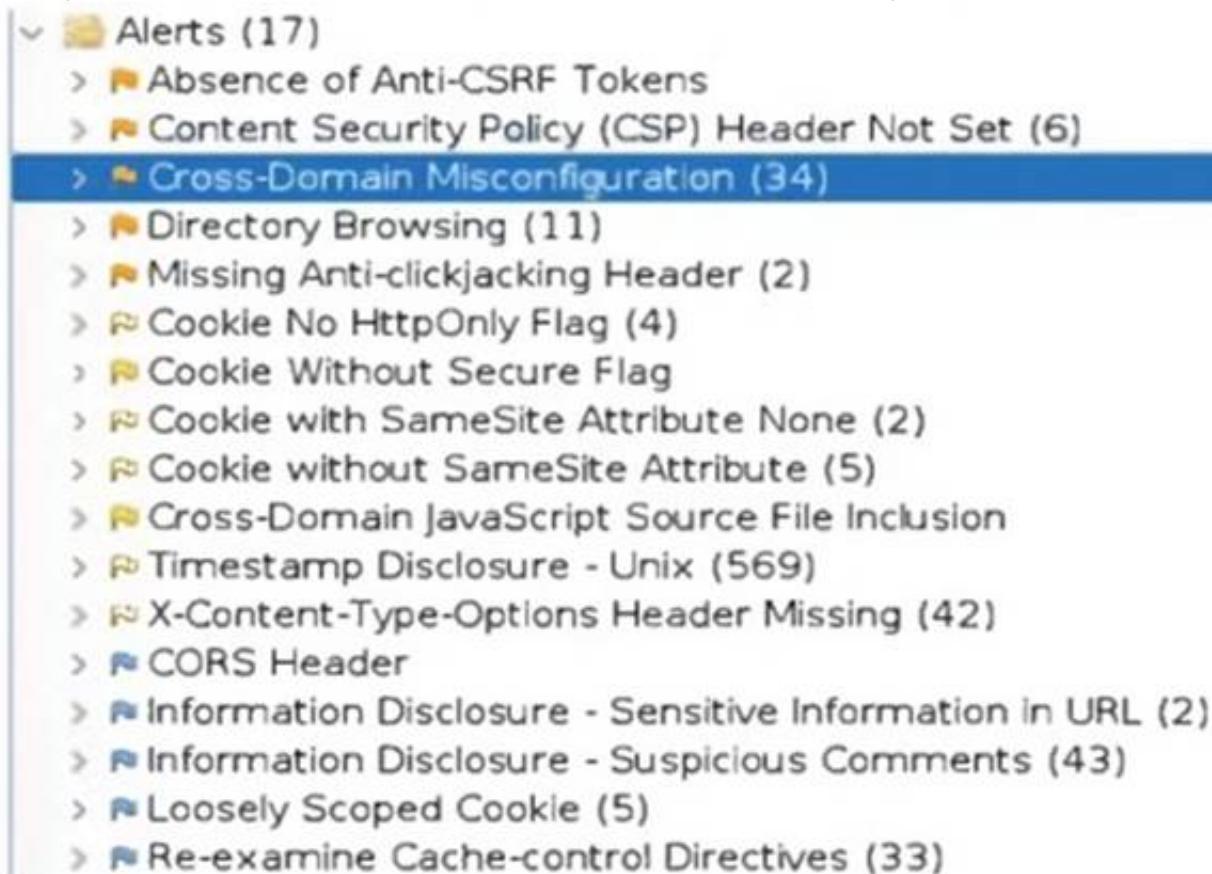 Alerts (17)
Absence of Anti-CSRF Tokens
Content Security Policy (CSP) Header Not Set (6)
Cross-Domain Misconfiguration (34)
Directory Browsing (11)
Missing Anti-clickjacking Header (2)
Cookie No HttpOnly Flag (4)
Cookie Without Secure Flag
Cookie with SameSite Attribute None (2)
Cookie without SameSite Attribute (5)
Cross-Domain JavaScript Source File Inclusion
Timestamp Disclosure - Unix (569)
X-Content-Type-Options Header Missing (42)
CORS Header
Information Disclosure - Sensitive Information in URL (2)
Information Disclosure - Suspicious Comments (43)
Loosely Scoped Cookie (5)
Re-examine Cache-control Directives (33)